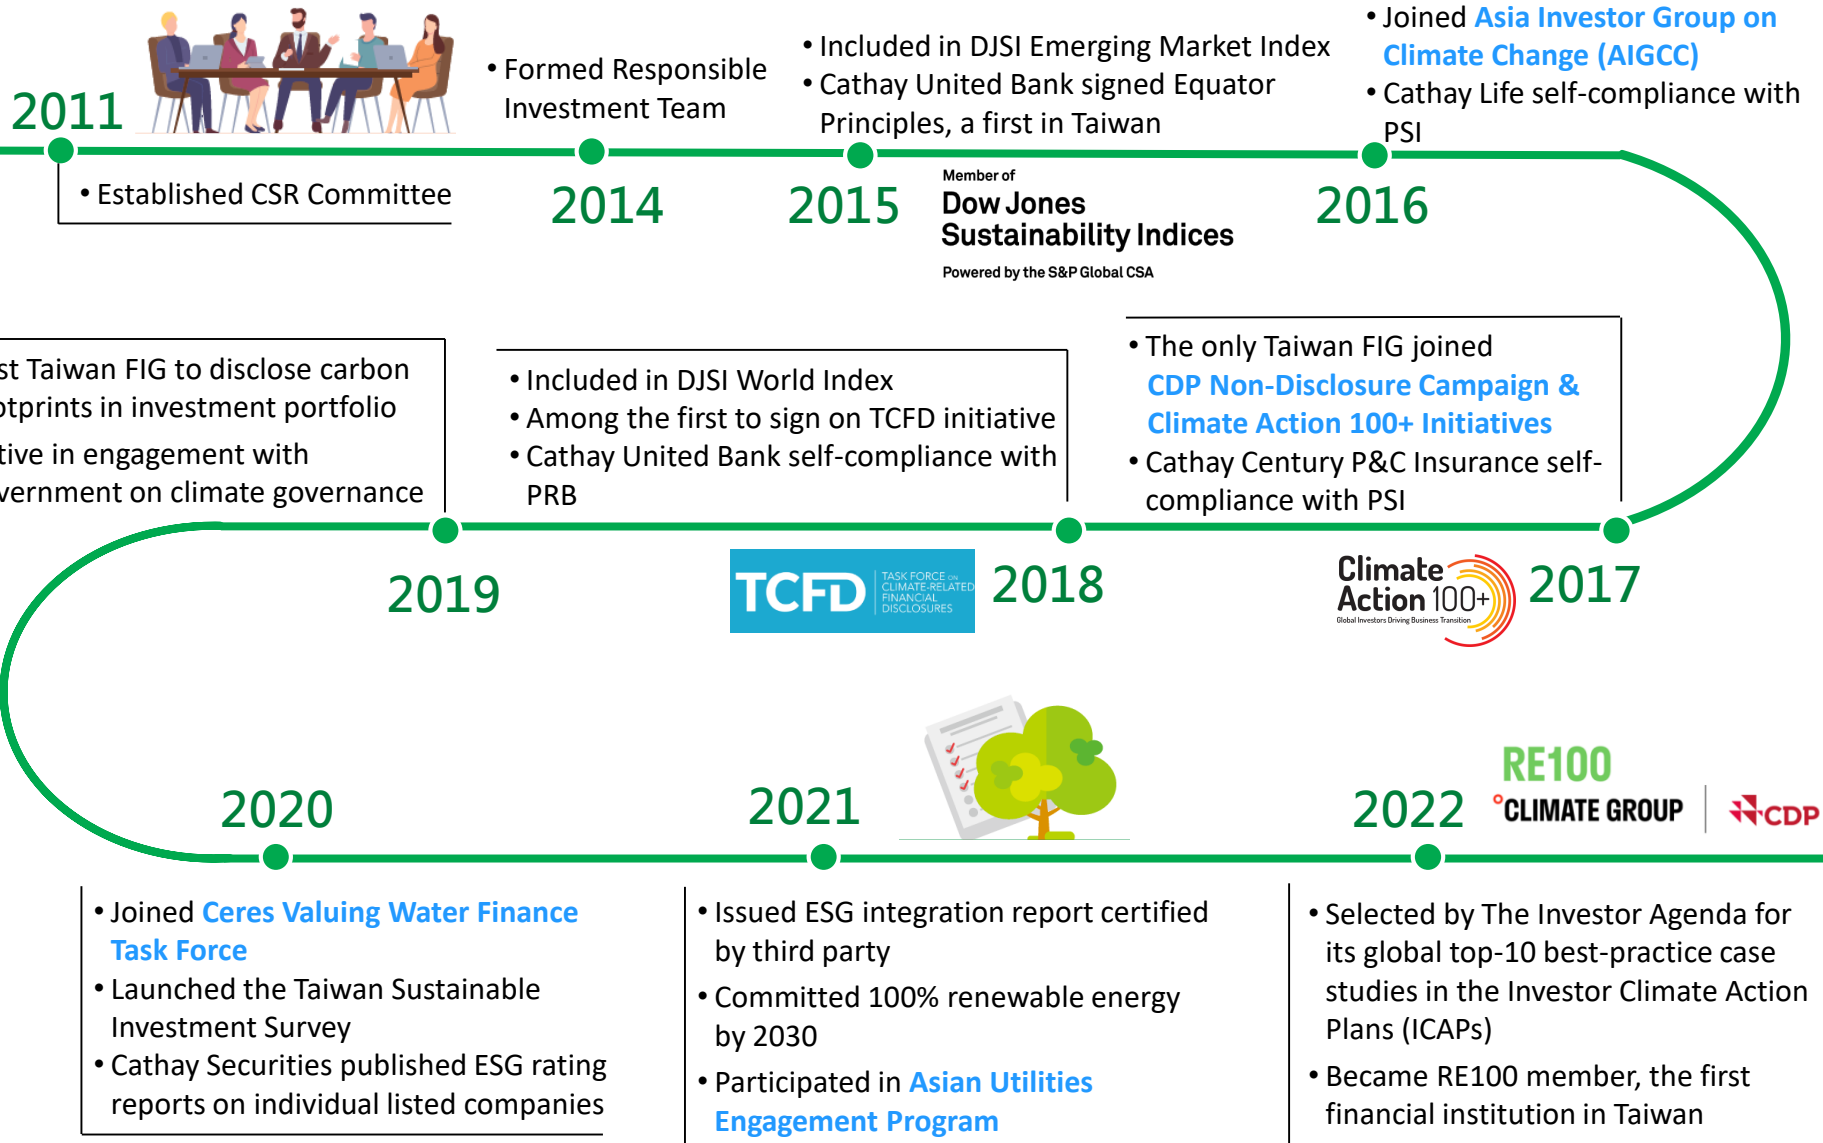 2011
• Established CSR Committee
• Formed Responsible
Investment Team
2014
• Included in DJSI Emerging Market Index
• Cathay United Bank signed Equator
Principles, a first in Taiwan
2015
Member of
Dow Jones
Sustainability Indices
Powered by the S&P Global CSA
• Joined Asia Investor Group on
Climate Change (AIGCC)
• Cathay Life self-compliance with
PSI
2016
• The only Taiwan FIG joined
CDP Non-Disclosure Campaign &
Climate Action 100+ Initiatives
• Cathay Century P&C Insurance self-
compliance with PSI
2017
Climate
Action 100+
Global Investors Driving Business Transition
• Included in DJSI World Index
• Among the first to sign on TCFD initiative
• Cathay United Bank self-compliance with
PRB
2018
TCFD
TASK FORCE ON
CLIMATE-RELATED
FINANCIAL
DISCLOSURES
st Taiwan FIG to disclose carbon
otprints in investment portfolio
tive in engagement with
vernment on climate governance
2019
2020
• Joined Ceres Valuing Water Finance
Task Force
• Launched the Taiwan Sustainable
Investment Survey
• Cathay Securities published ESG rating
reports on individual listed companies
2021
• Issued ESG integration report certified
by third party
• Committed 100% renewable energy
by 2030
• Participated in Asian Utilities
Engagement Program
2022
RE100
°CLIMATE GROUP
CDP
• Selected by The Investor Agenda for
its global top-10 best-practice case
studies in the Investor Climate Action
Plans (ICAPs)
• Became RE100 member, the first
financial institution in Taiwan